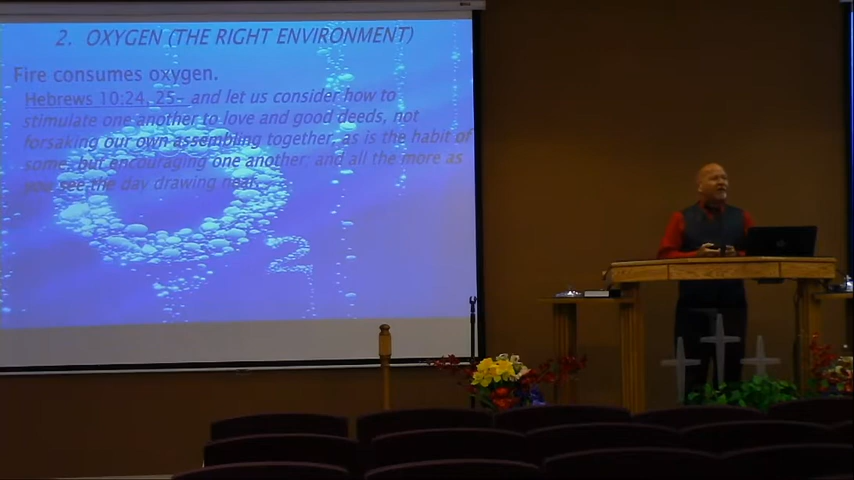 2. OXYGEN (THE RIGHT ENVIRONMENT)
Fire consumes oxygen.
Hebrews 10:24, 25- and let us consider how to
stimulate one another to love and good deeds, not
forsaking our own assembling together, as is the habit of
some, but encouraging one another; and all the more as
you see the day drawing near.
O2